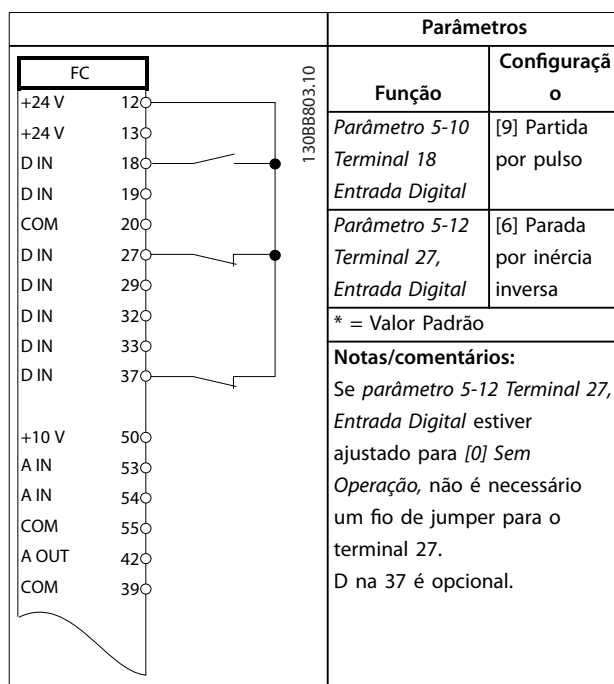 FC
+24 V 12
+24 V 13
D IN 18
D IN 19
COM 20
D IN 27
D IN 29
D IN 32
D IN 33
D IN 37
+10 V 50
A IN 53
A IN 54
COM 55
A OUT 42
COM 39
130BB803.10
Parâmetros
Função
Configuraçã
o
Parâmetro 5-10
Terminal 18
Entrada Digital
[9] Partida
por pulso
Parâmetro 5-12
Terminal 27,
Entrada Digital
[6] Parada
por inércia
inversa
* = Valor Padrão
Notas/comentários:
Se parâmetro 5-12 Terminal 27,
Entrada Digital estiver
ajustado para [0] Sem
Operação, não é necessário
um fio de jumper para o
terminal 27.
D na 37 é opcional.